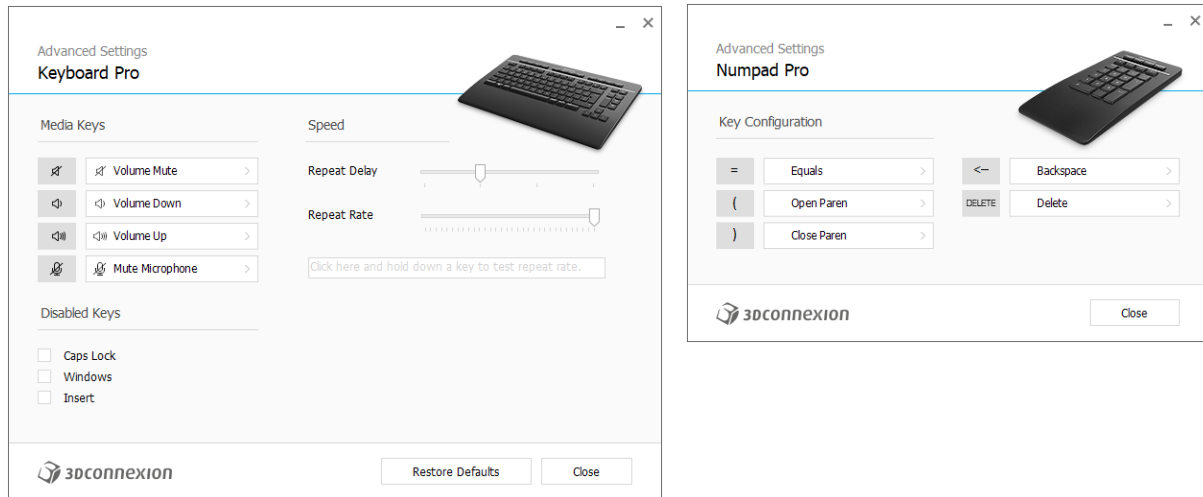 Advanced Settings
Keyboard Pro
Media Keys
Volume Mute
Volume Down
Volume Up
Mute Microphone
Disabled Keys
Caps Lock
Windows
Insert
Speed
Repeat Delay
Repeat Rate
Click here and hold down a key to test repeat rate.
3Dconnexion
Restore Defaults
Close
Advanced Settings
Numpad Pro
Key Configuration
= Equals
( Open Paren
) Close Paren
<-- Backspace
DELETE Delete
3Dconnexion
Close